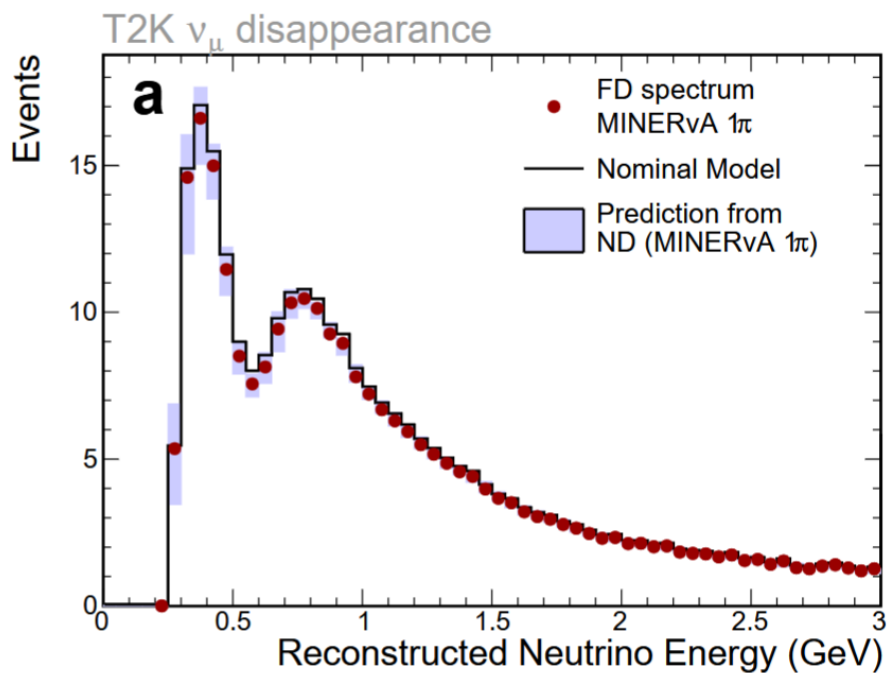 T2K νμ disappearance
Events
a
FD spectrum
MINERvA 1π
Nominal Model
Prediction from
ND (MINERvA 1π)
15
10
5
0
0 0.5 1 1.5 2 2.5 3
Reconstructed Neutrino Energy (GeV)